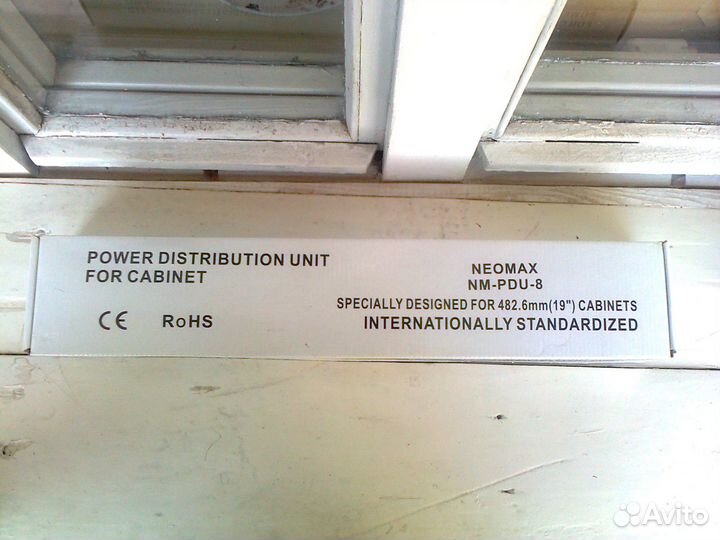 POWER DISTRIBUTION UNIT
FOR CABINET
CE RoHS
NEOMAX
NM-PDU-8
SPECIALLY DESIGNED FOR 482.6mm(19") CABINETS
INTERNATIONALLY STANDARDIZED
Avito